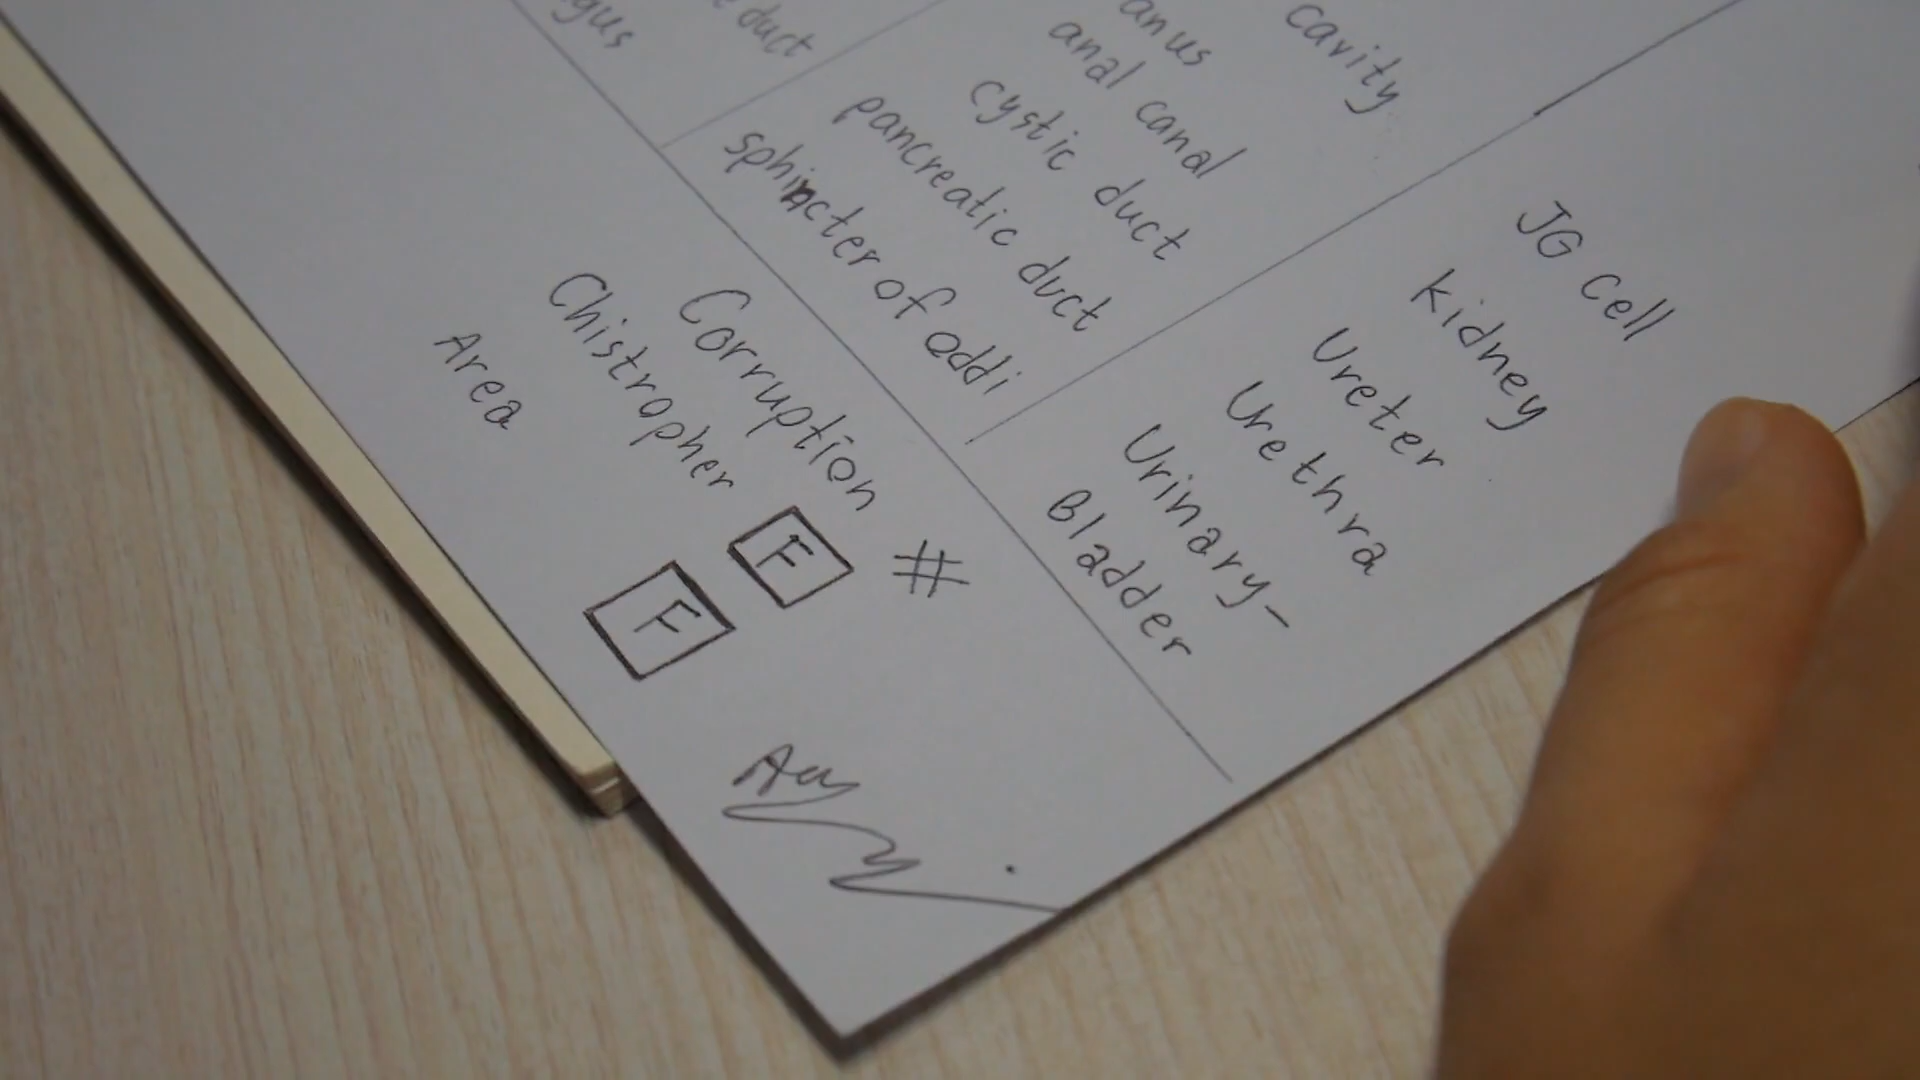 duct
anus
anal canal
cystic duct
pancreatic duct
sphincter of oddi
cavity
JG Cell
kidney
Ureter
Urethra
Urinary-
Bladder
Corruption #
Chistropher F
Area F